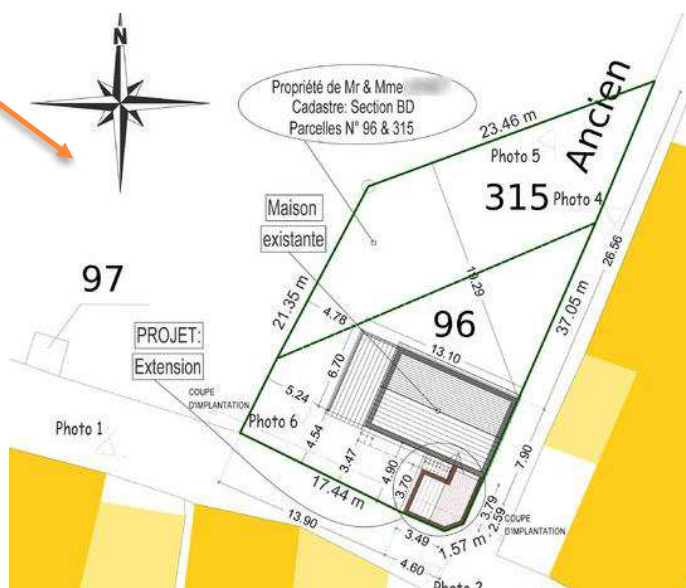 N
Propriété de Mr & Mme
Cadastre: Section BD
Parcelles N° 96 & 315
23.46 m
Ancien
Photo 5
315
Photo 4
Maison
existante
26.56
97
21.35 m
19.29
37.05 m
4.78
96
PROJET:
Extension
13.10
6.70
5.24
COUPE
D'IMPLANTATION
Photo 6
Photo 1
4.54
3.47
4.90
3.70
7.90
17.44 m
3.79
2.59
COUPE
D'IMPLANTATION
13.90
3.49
1.57 m
4.60